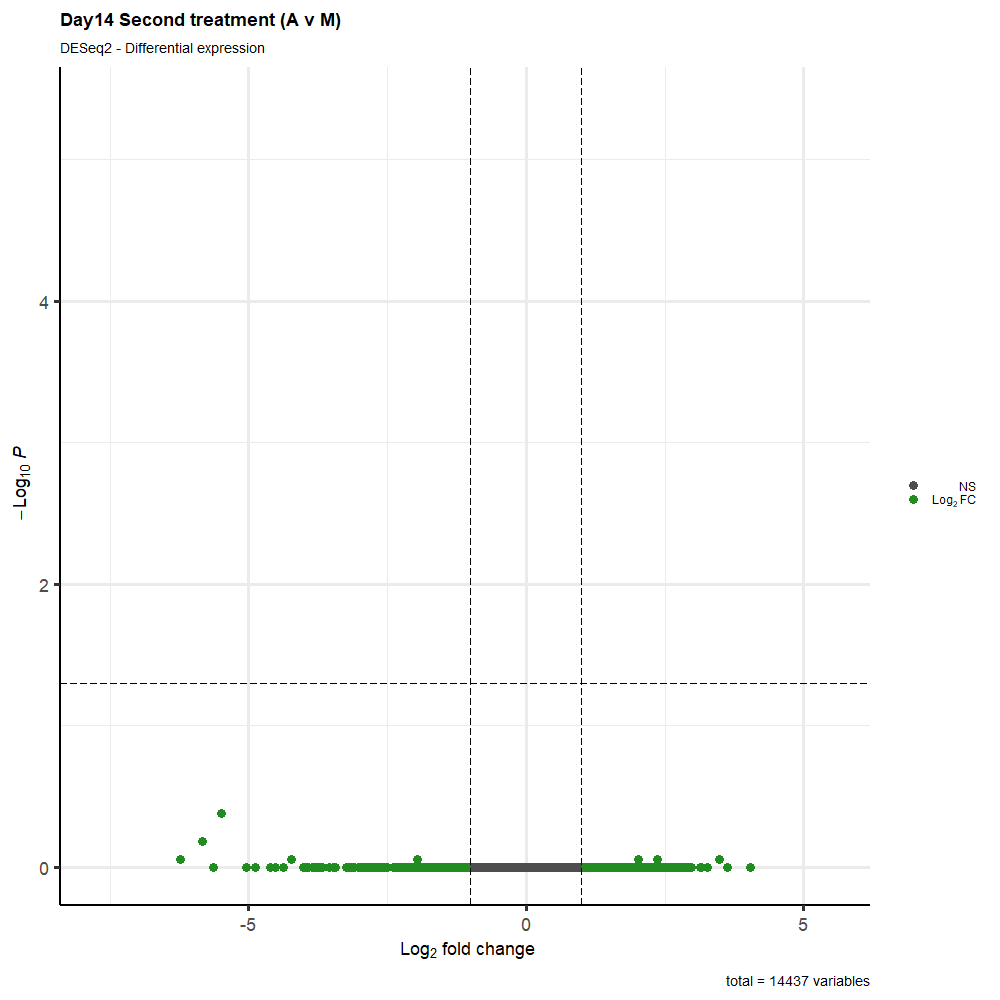 Day14 Second treatment (A v M)
DESeq2 - Differential expression
4
2
0
-5
0
5
−Log₁₀ P
Log₂ fold change
NS
Log₂ FC
total = 14437 variables